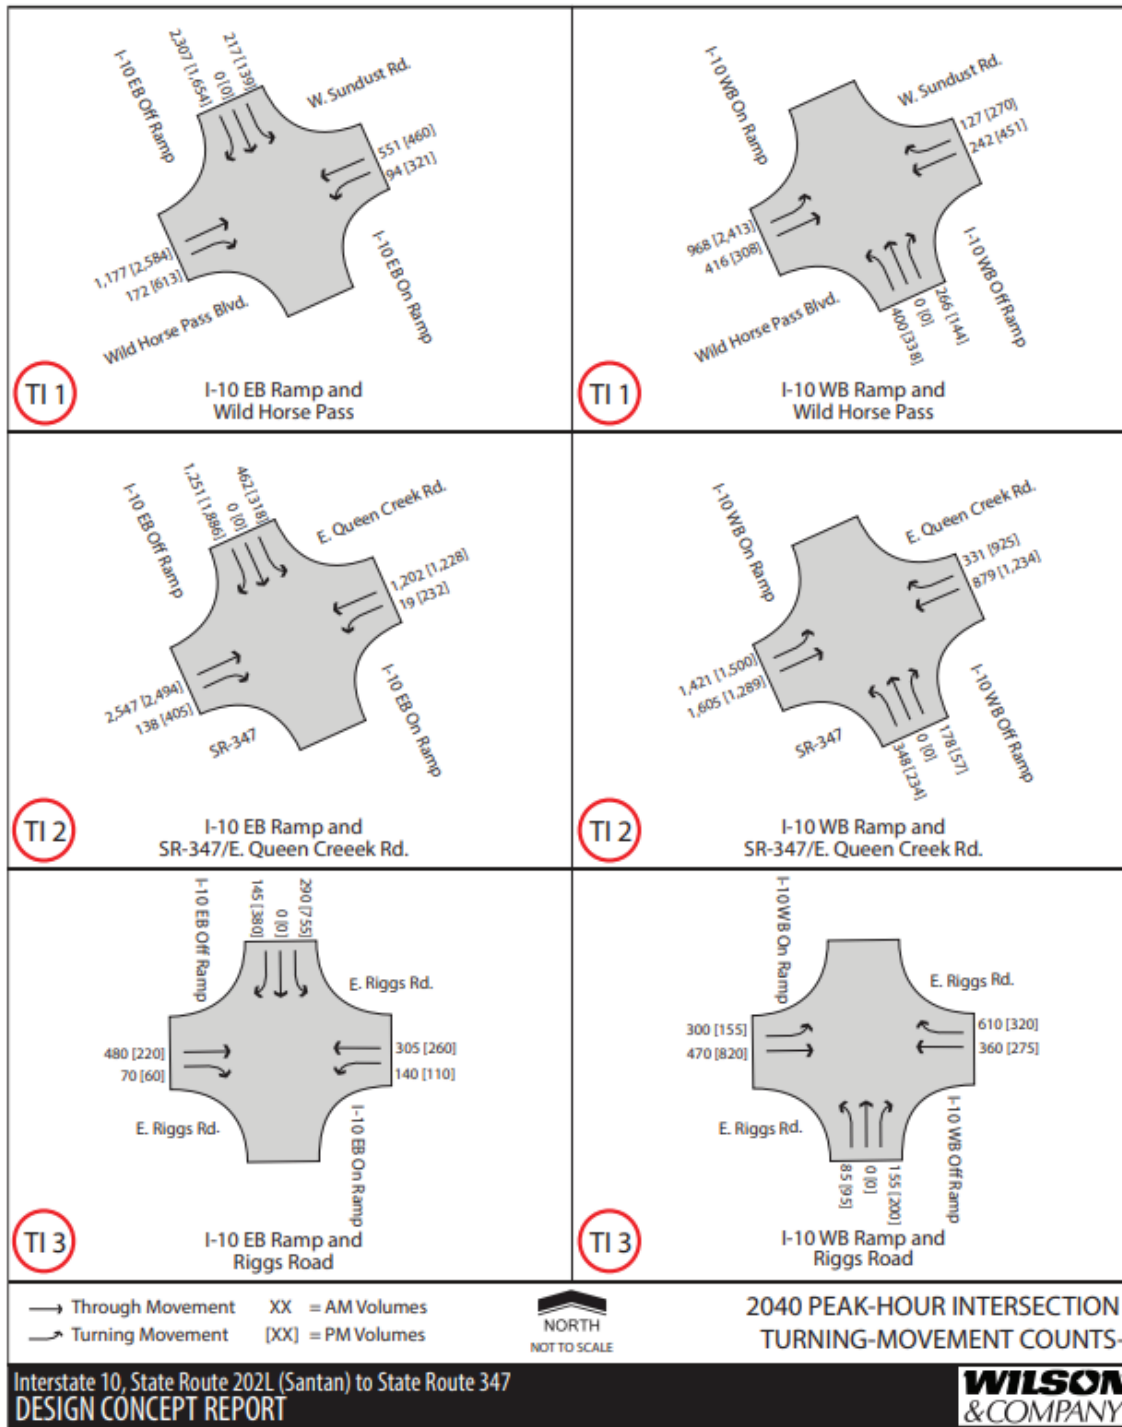 I-10 EB Off Ramp
2,307 [1,654]
0 [0]
217 [139]
W. Sundust Rd.
551 [460]
94 [321]
1,177 [2,584]
172 [613]
Wild Horse Pass Blvd.
I-10 EB On Ramp
TI 1
I-10 EB Ramp and
Wild Horse Pass
I-10 WB On Ramp
W. Sundust Rd.
127 [270]
242 [451]
968 [2,413]
416 [308]
Wild Horse Pass Blvd.
400 [338]
0 [0]
266 [144]
I-10 WB Off Ramp
TI 1
I-10 WB Ramp and
Wild Horse Pass
I-10 EB Off Ramp
1,251 [1,886]
0 [0]
462 [318]
E. Queen Creek Rd.
1,202 [1,228]
19 [232]
2,547 [2,494]
138 [405]
SR-347
I-10 EB On Ramp
TI 2
I-10 EB Ramp and
SR-347/E. Queen Creeek Rd.
I-10 WB On Ramp
E. Queen Creek Rd.
331 [925]
879 [1,234]
1,421 [1,500]
1,605 [1,289]
SR-347
348 [234]
0 [0]
178 [57]
I-10 WB Off Ramp
TI 2
I-10 WB Ramp and
SR-347/E. Queen Creek Rd.
I-10 EB Off Ramp
145 [380]
0 [0]
290 [755]
E. Riggs Rd.
480 [220]
70 [60]
305 [260]
140 [110]
E. Riggs Rd.
I-10 EB On Ramp
TI 3
I-10 EB Ramp and
Riggs Road
I-10 WB On Ramp
E. Riggs Rd.
300 [155]
470 [820]
610 [320]
360 [275]
E. Riggs Rd.
85 [95]
0 [0]
155 [200]
I-10 WB Off Ramp
TI 3
I-10 WB Ramp and
Riggs Road
Through Movement XX = AM Volumes
Turning Movement [XX] = PM Volumes
NORTH
NOT TO SCALE
2040 PEAK-HOUR INTERSECTION
TURNING-MOVEMENT COUNTS-
Interstate 10, State Route 202L (Santan) to State Route 347
DESIGN CONCEPT REPORT
WILSON
&COMPANY